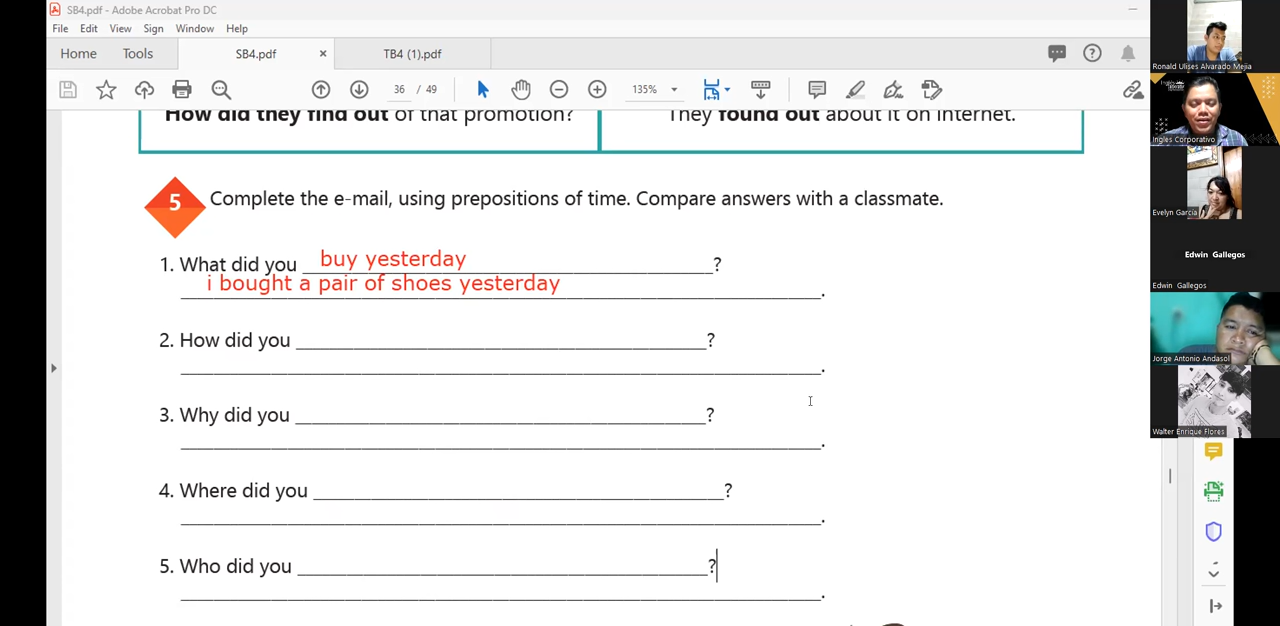 SB4.pdf - Adobe Acrobat Pro DC
File Edit View Sign Window Help
Home Tools SB4.pdf × TB4 (1).pdf
36 / 49 135%
How did they find out of that promotion? They found out about it on internet.
5 Complete the e-mail, using prepositions of time. Compare answers with a classmate.
1. What did you buy yesterday ?
i bought a pair of shoes yesterday .
2. How did you ?
.
3. Why did you ?
.
4. Where did you ?
.
5. Who did you ?
.
Ronald Ulises Alvarado Mejia
Ingles Corporativo
Evelyn Garcia
Edwin Gallegos
Edwin Gallegos
Jorge Antonio Andasol
Walter Enrique Flores